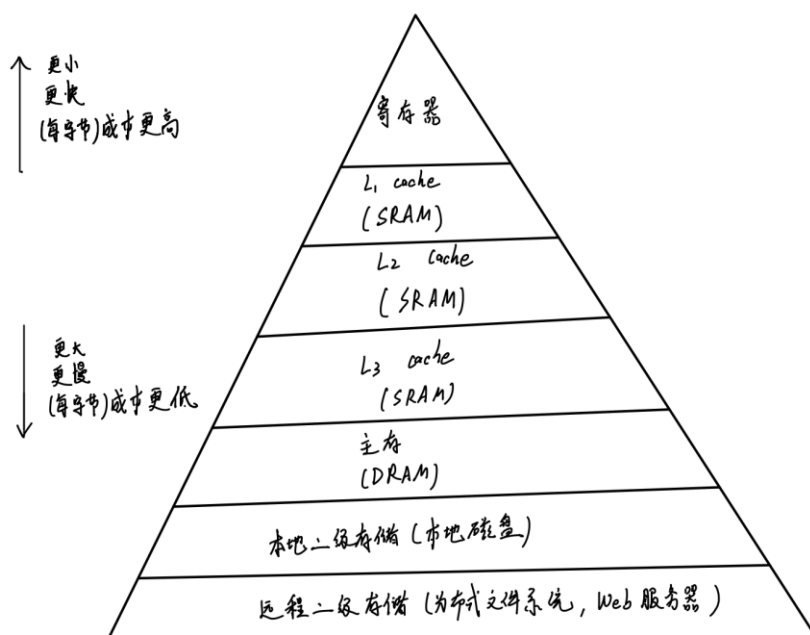 更小
更快
(每字节)成本更高
寄存器
L1 cache
(SRAM)
L2 cache
(SRAM)
更大
更慢
(每字节)成本更低
L3 cache
(SRAM)
主存
(DRAM)
本地二级存储(本地磁盘)
远程二级存储(分布式文件系统,Web服务器)